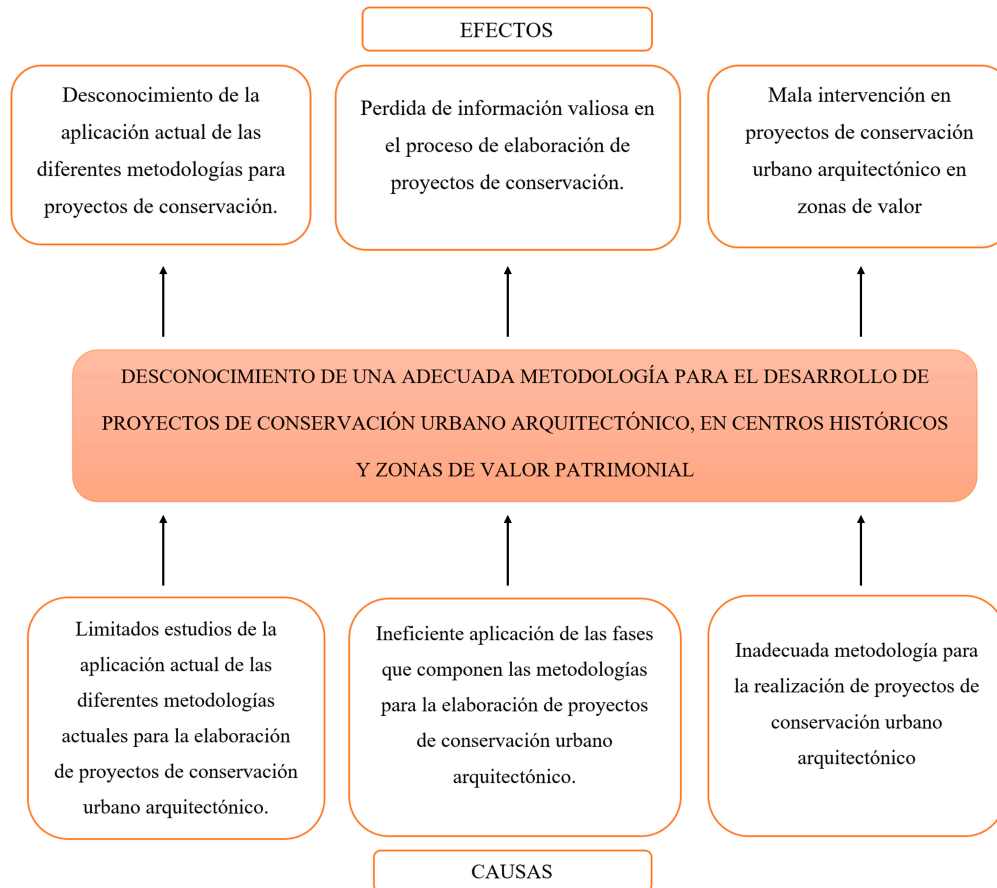 EFECTOS
Desconocimiento de la
aplicación actual de las
diferentes metodologías para
proyectos de conservación.
Perdida de información valiosa en
el proceso de elaboración de
proyectos de conservación.
Mala intervención en
proyectos de conservación
urbano arquitectónico en
zonas de valor
DESCONOCIMIENTO DE UNA ADECUADA METODOLOGÍA PARA EL DESARROLLO DE
PROYECTOS DE CONSERVACIÓN URBANO ARQUITECTÓNICO, EN CENTROS HISTÓRICOS
Y ZONAS DE VALOR PATRIMONIAL
Limitados estudios de la
aplicación actual de las
diferentes metodologías
actuales para la elaboración
de proyectos de conservación
urbano arquitectónico.
Ineficiente aplicación de las fases
que componen las metodologías
para la elaboración de proyectos
de conservación urbano
arquitectónico.
Inadecuada metodología para
la realización de proyectos de
conservación urbano
arquitectónico
CAUSAS